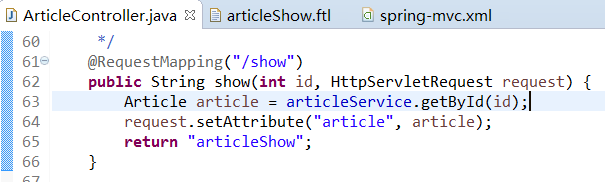 ArticleController.java articleShow.ftl spring-mvc.xml
60 */
61 @RequestMapping("/show")
62 public String show(int id, HttpServletRequest request) {
63 Article article = articleService.getById(id);
64 request.setAttribute("article", article);
65 return "articleShow";
66 }